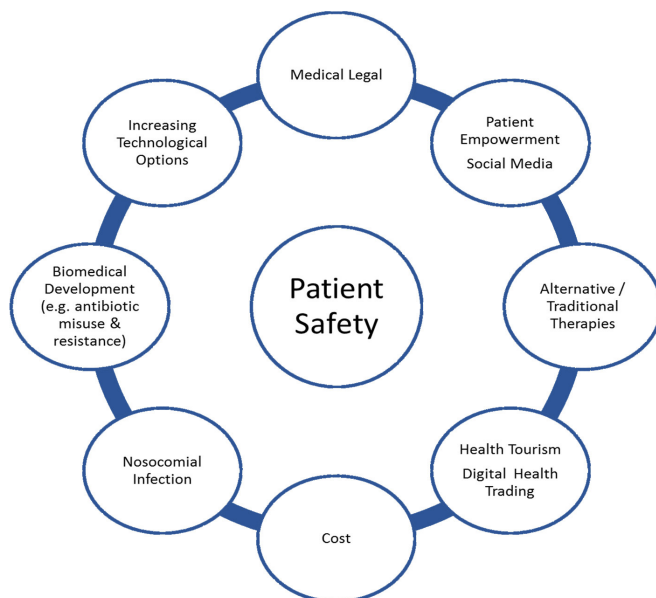 Medical Legal
Patient
Empowerment
Social Media
Alternative /
Traditional
Therapies
Health Tourism
Digital Health
Trading
Cost
Nosocomial
Infection
Biomedical
Development
(e.g. antibiotic
misuse &
resistance)
Increasing
Technological
Options
Patient
Safety